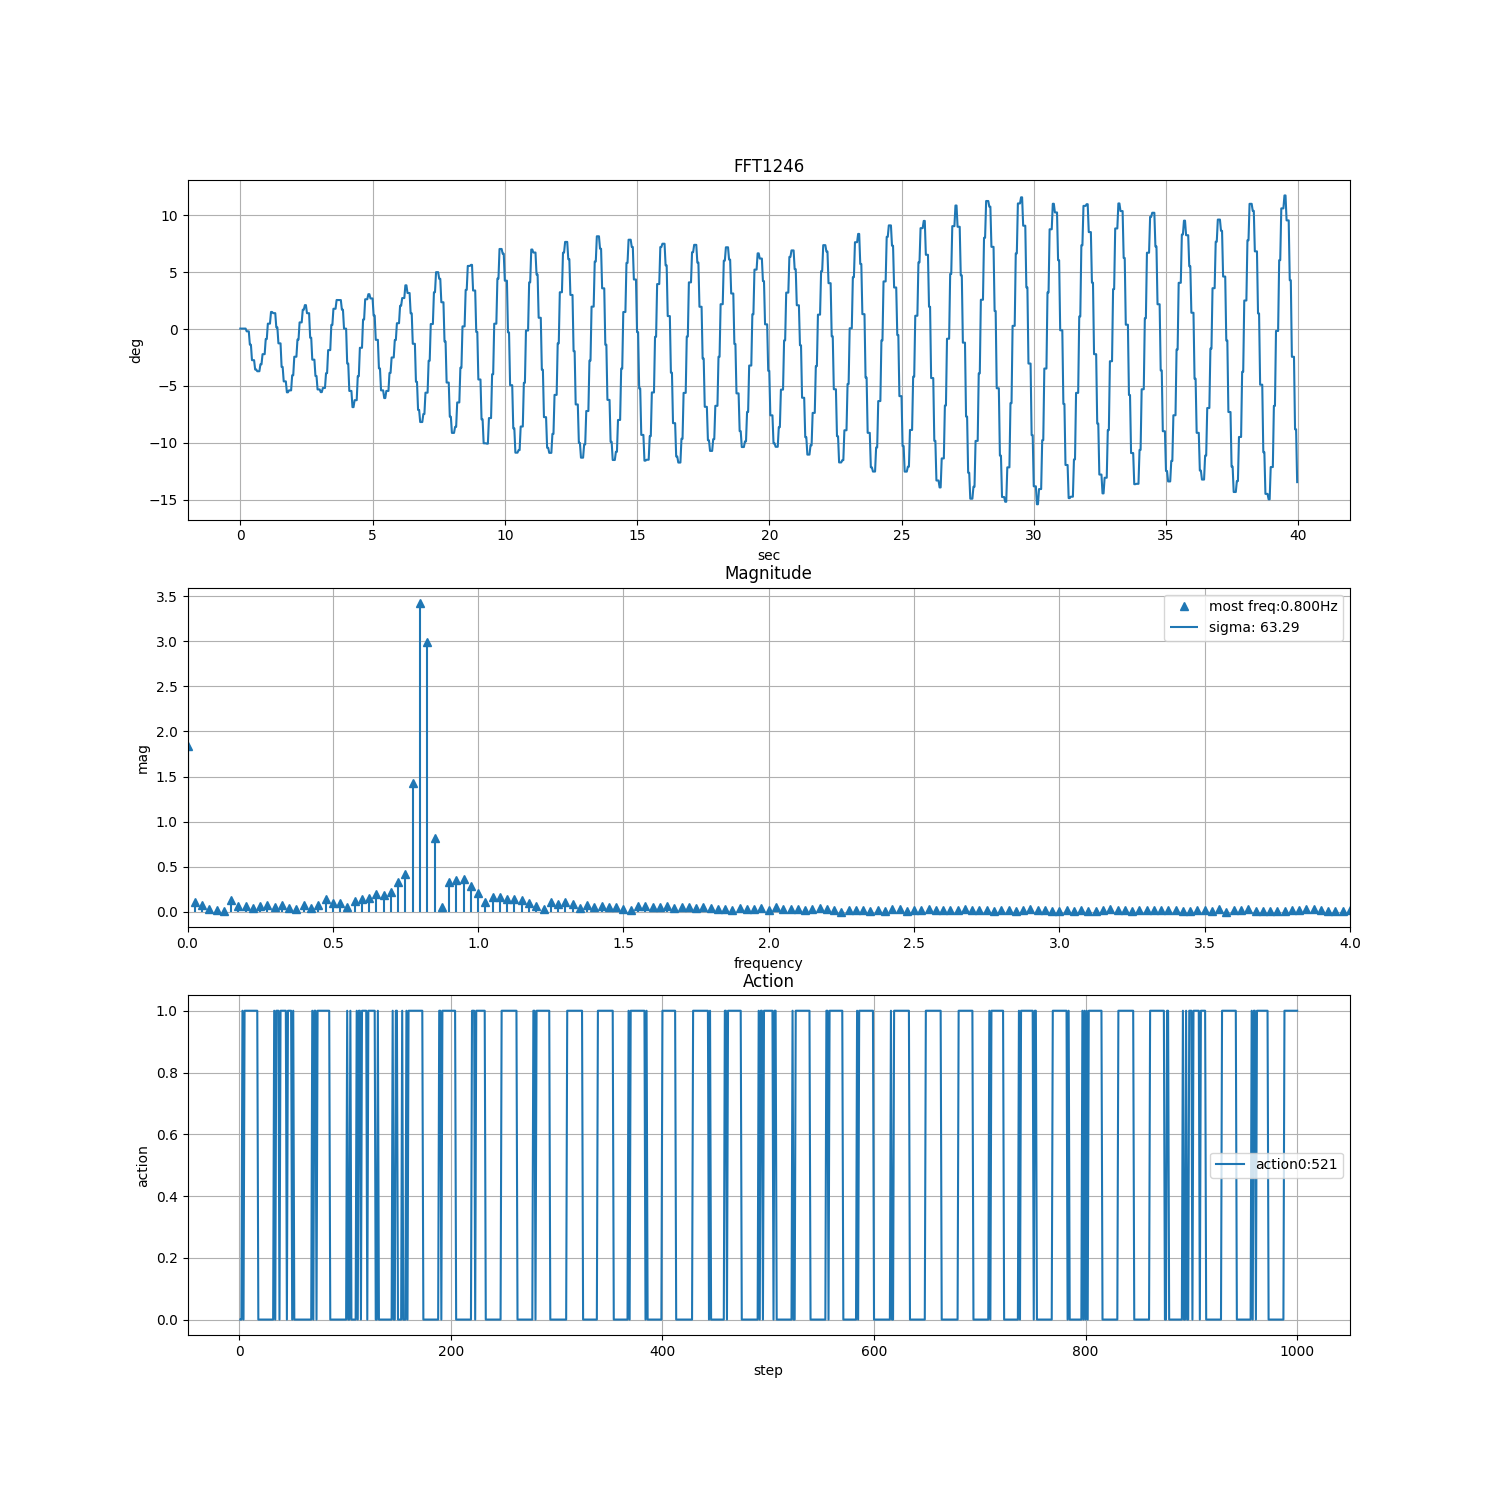 FFT1246
10
5
0
−5
−10
−15
deg
0 5 10 15 20 25 30 35 40
sec
Magnitude
3.5
3.0
2.5
2.0
1.5
1.0
0.5
0.0
mag
most freq:0.800Hz
sigma: 63.29
0.0 0.5 1.0 1.5 2.0 2.5 3.0 3.5 4.0
frequency
Action
1.0
0.8
0.6
0.4
0.2
0.0
action
action0:521
0 200 400 600 800 1000
step